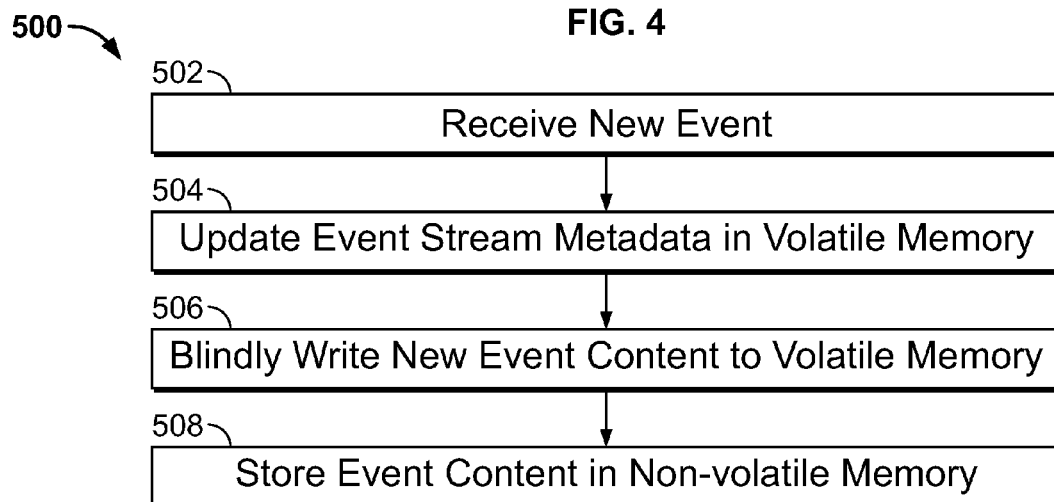 FIG. 4
500
502
Receive New Event
504
Update Event Stream Metadata in Volatile Memory
506
Blindly Write New Event Content to Volatile Memory
508
Store Event Content in Non-volatile Memory